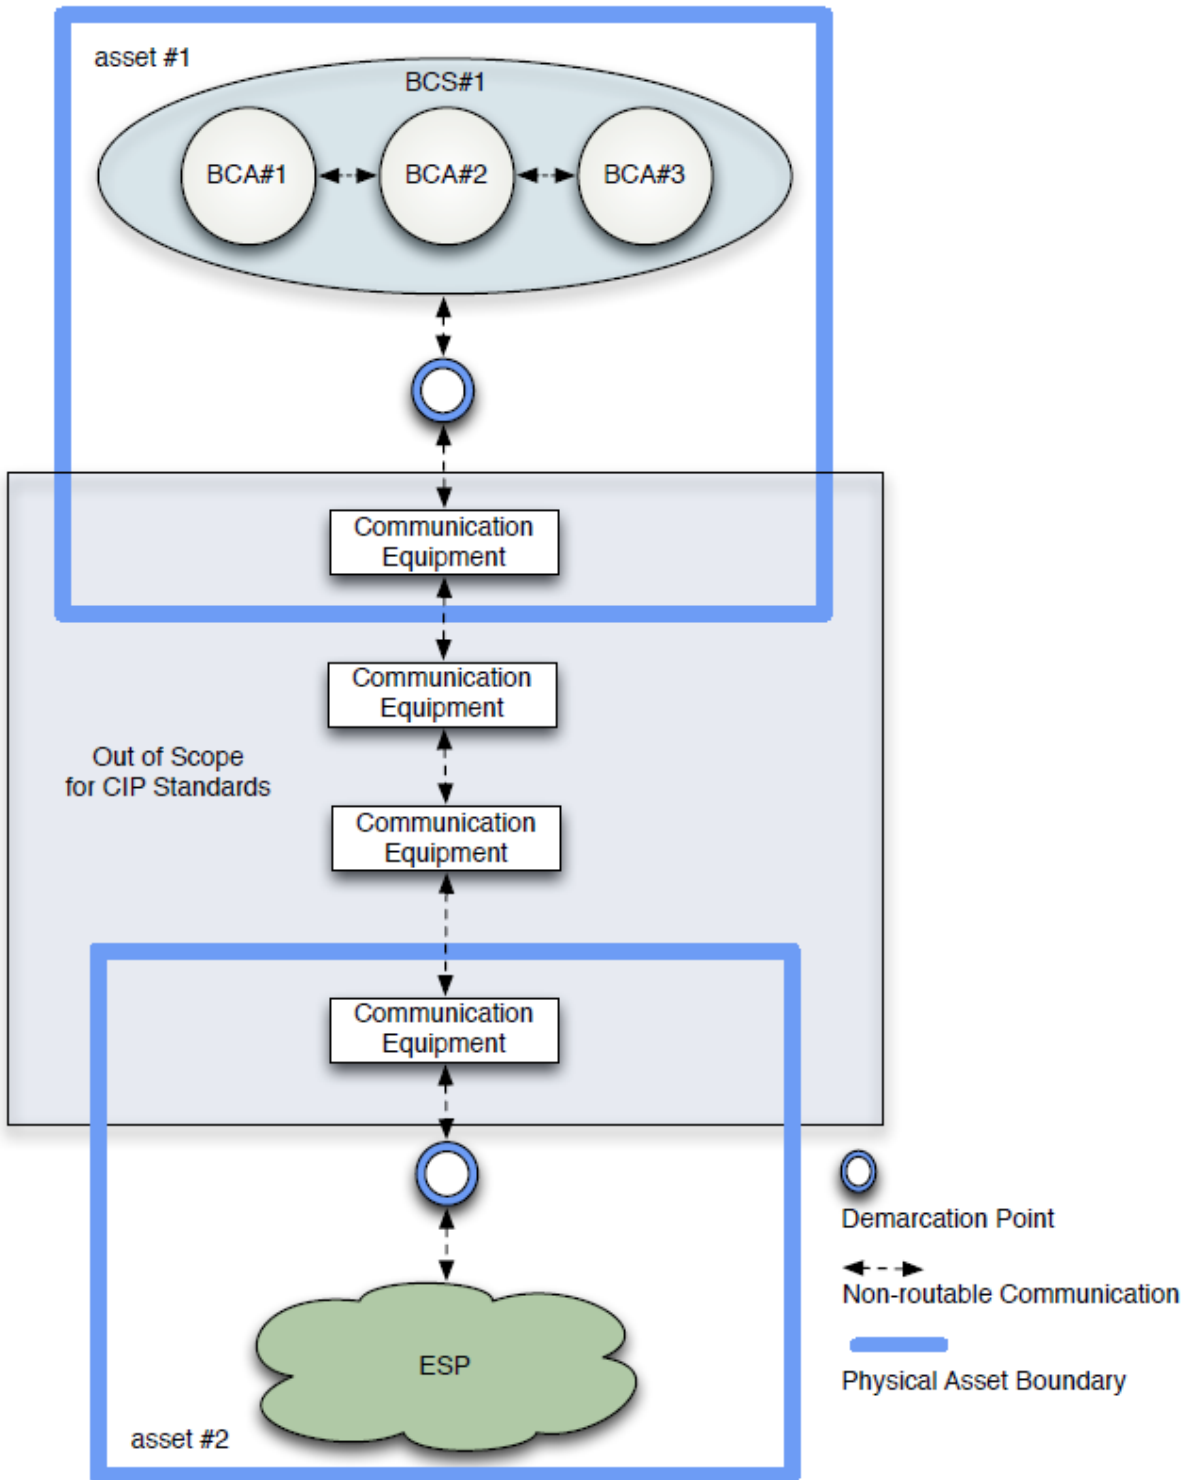 asset #1
BCS#1
BCA#1
BCA#2
BCA#3
Communication
Equipment
Communication
Equipment
Out of Scope
for CIP Standards
Communication
Equipment
Communication
Equipment
Demarcation Point
Non-routable Communication
ESP
Physical Asset Boundary
asset #2